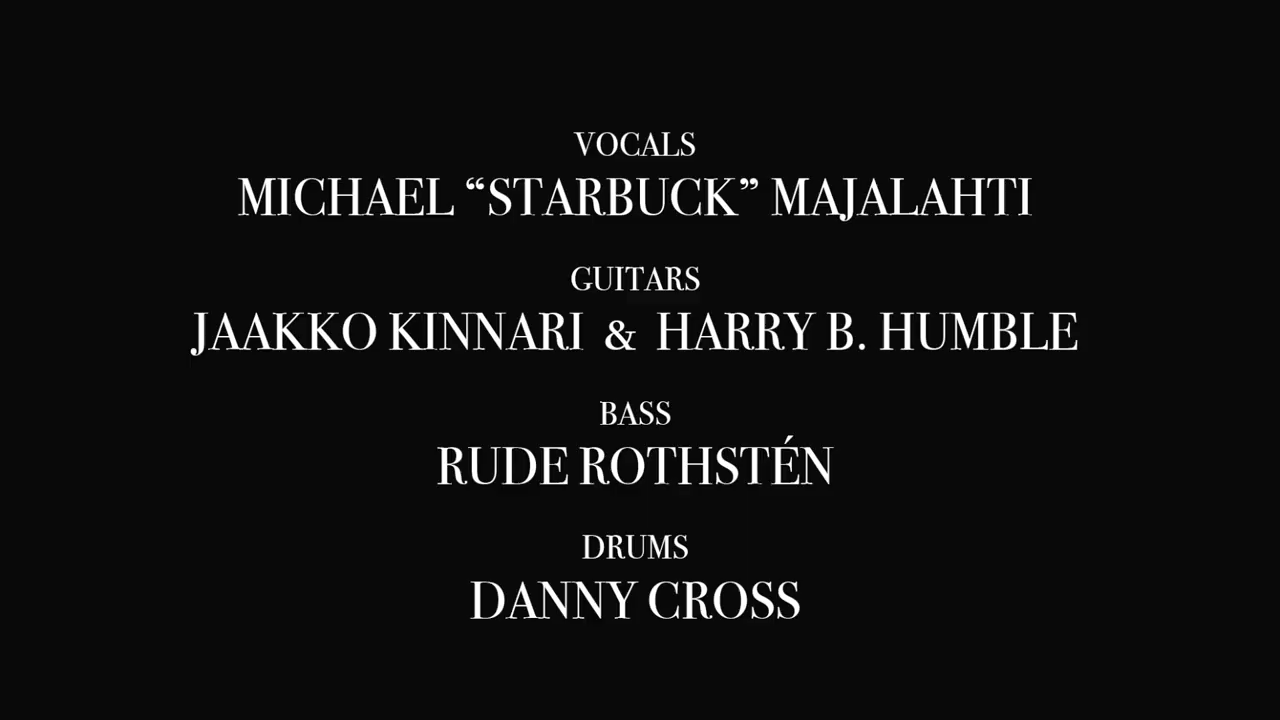 VOCALS
MICHAEL “STARBUCK” MAJALAHTI
GUITARS
JAAKKO KINNARI & HARRY B. HUMBLE
BASS
RUDE ROTHSTÉN
DRUMS
DANNY CROSS